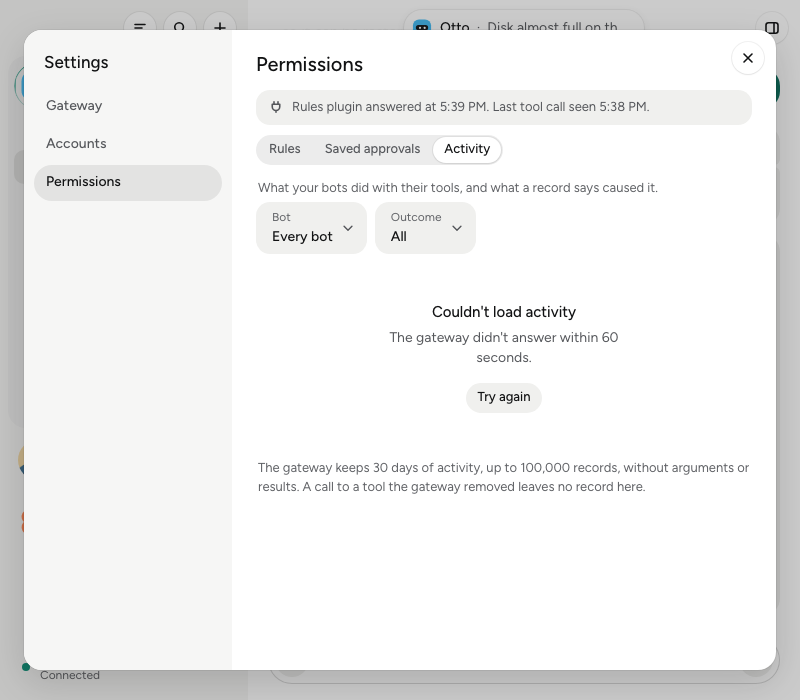 Otto · Disk almost full on th
Settings
Gateway
Accounts
Permissions
Permissions
Rules plugin answered at 5:39 PM. Last tool call seen 5:38 PM.
Rules Saved approvals Activity
What your bots did with their tools, and what a record says caused it.
Bot Outcome
Every bot All
Couldn't load activity
The gateway didn't answer within 60
seconds.
Try again
The gateway keeps 30 days of activity, up to 100,000 records, without arguments or
results. A call to a tool the gateway removed leaves no record here.
Connected